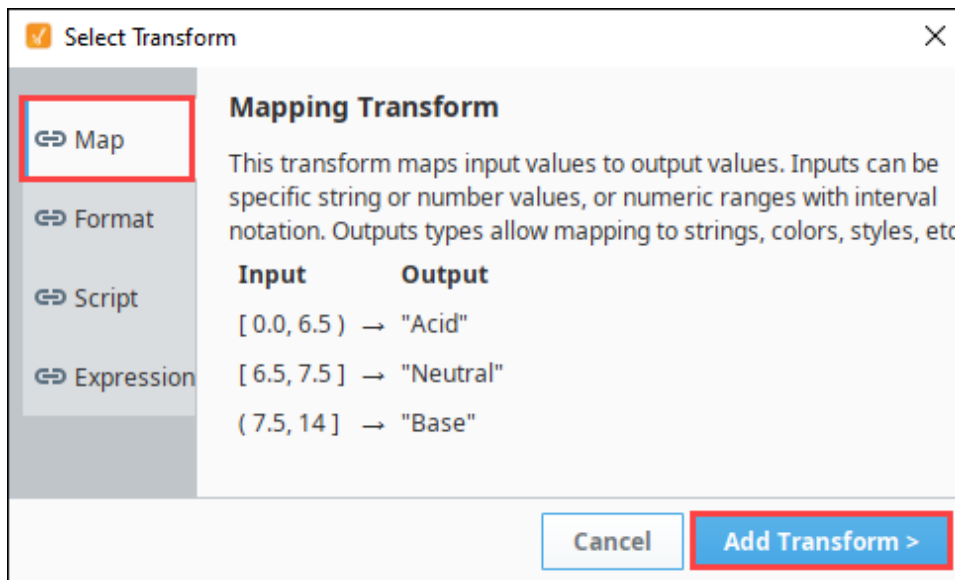 Select Transform
Map
Format
Script
Expression
Mapping Transform
This transform maps input values to output values. Inputs can be
specific string or number values, or numeric ranges with interval
notation. Outputs types allow mapping to strings, colors, styles, etc
Input Output
[ 0.0, 6.5 ) → "Acid"
[ 6.5, 7.5 ] → "Neutral"
( 7.5, 14 ] → "Base"
Cancel Add Transform >